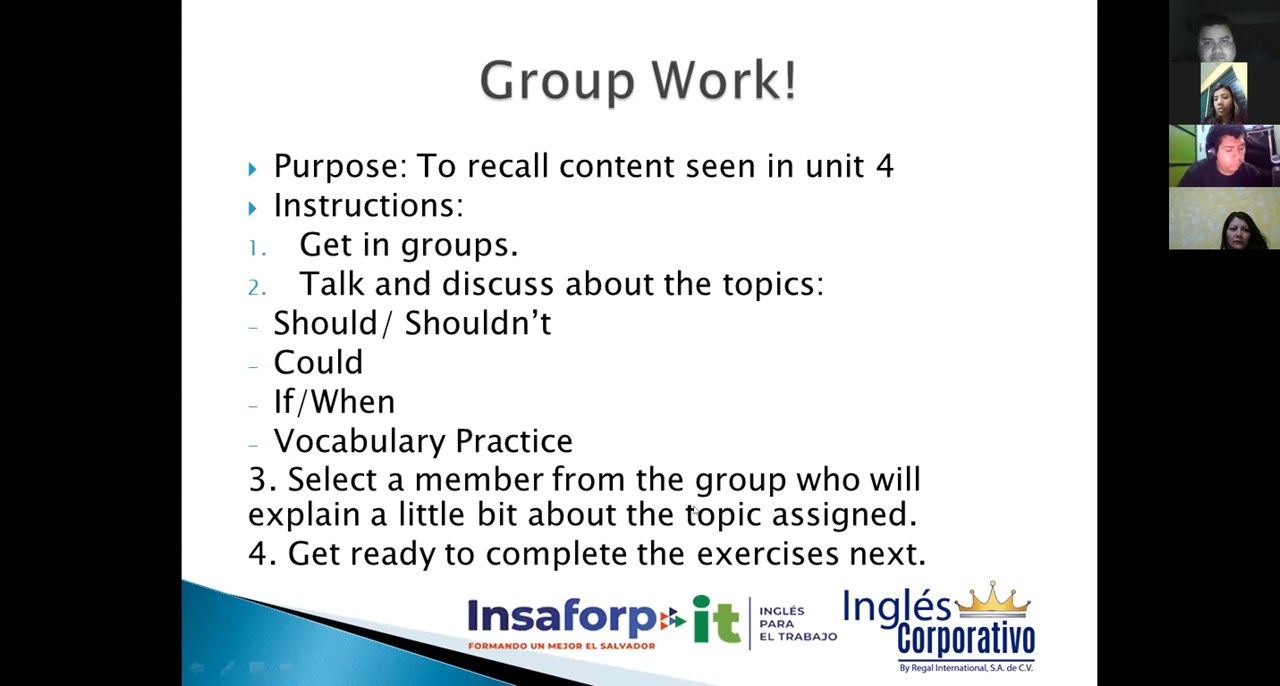 Group Work!
Purpose: To recall content seen in unit 4
Instructions:
1. Get in groups.
2. Talk and discuss about the topics:
– Should/ Shouldn’t
– Could
– If/When
– Vocabulary Practice
3. Select a member from the group who will
explain a little bit about the topic assigned.
4. Get ready to complete the exercises next.
Insaforp
FORMANDO UN MEJOR EL SALVADOR
it
INGLÉS
PARA
EL TRABAJO
Inglés
Corporativo
By Regal International, S.A. de C.V.